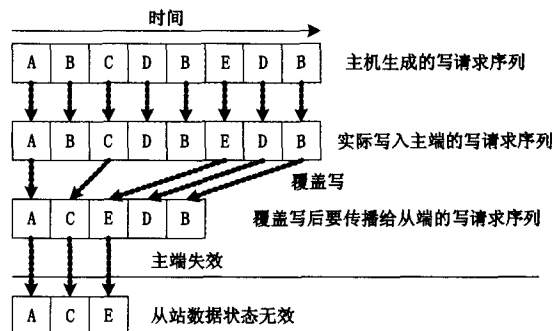 时间
A B C D B E D B 主机生成的写请求序列
A B C D B E D B 实际写入主端的写请求序列
覆盖写
A C E D B 覆盖写后要传播给从端的写请求序列
主端失效
A C E 从站数据状态无效